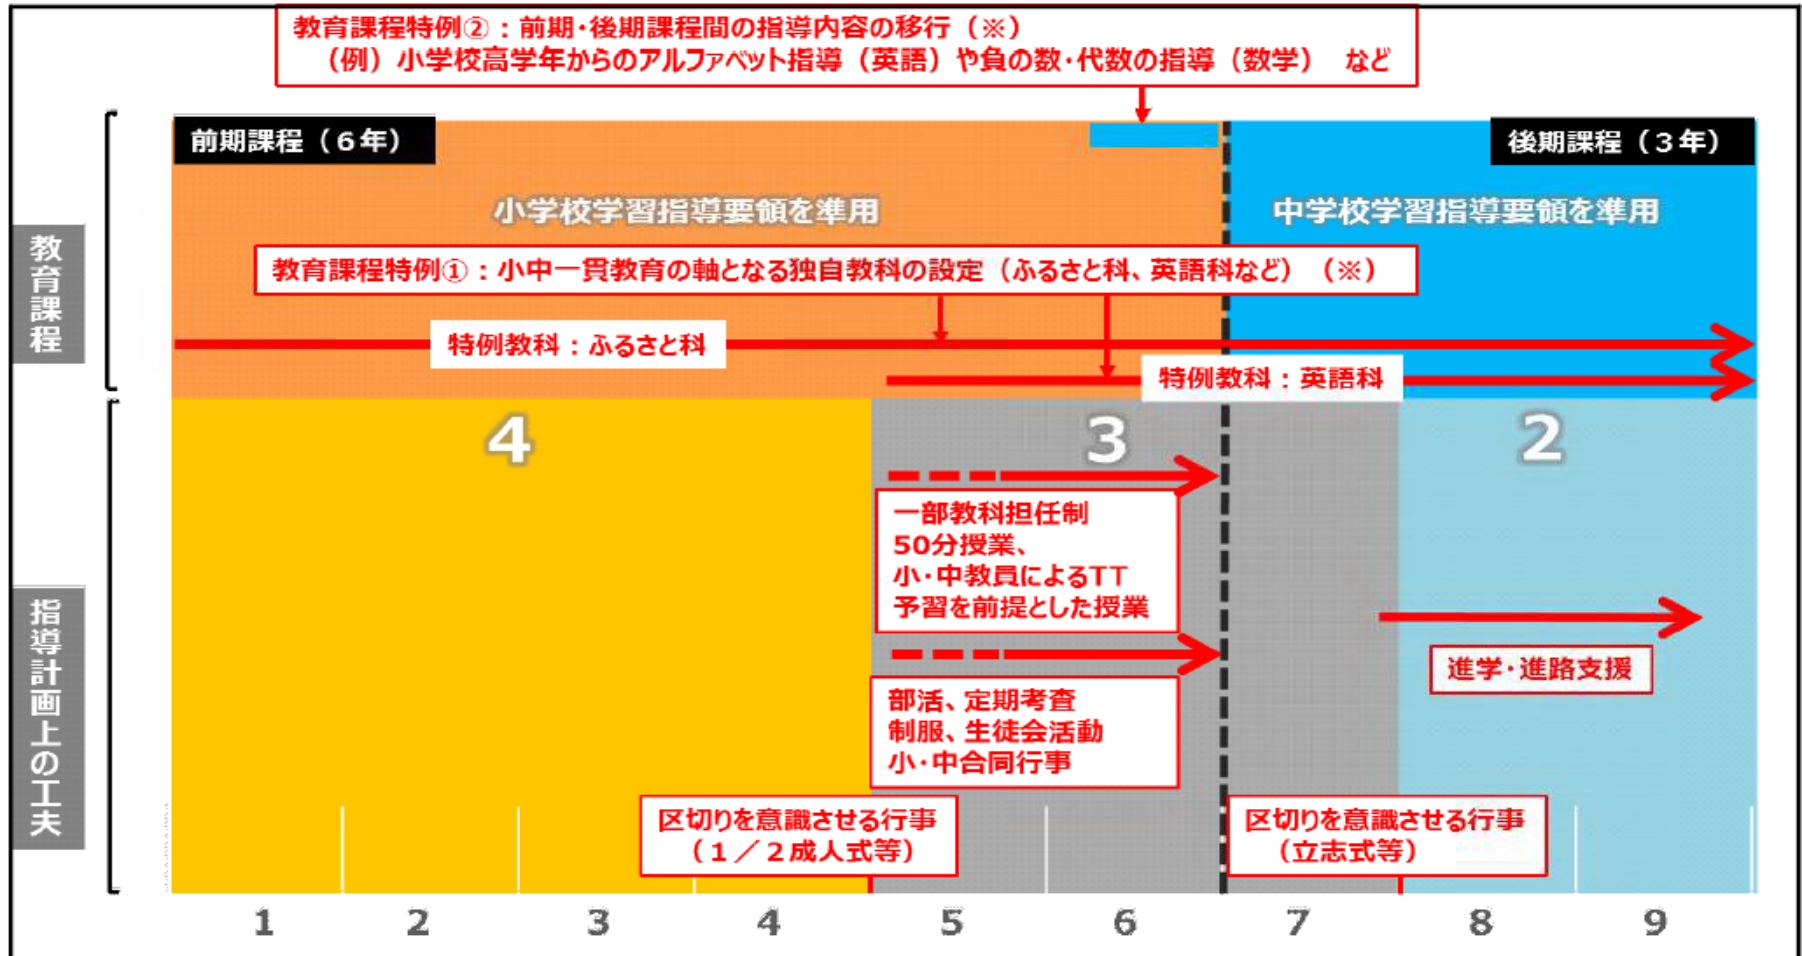 教育課程特例②：前期・後期課程間の指導内容の移行（※）
（例）小学校高学年からのアルファベット指導（英語）や負の数・代数の指導（数学）　など
前期課程（６年）
後期課程（３年）
小学校学習指導要領を準用
中学校学習指導要領を準用
教育課程
教育課程特例①：小中一貫教育の軸となる独自教科の設定（ふるさと科、英語科など）（※）
特例教科：ふるさと科
特例教科：英語科
4
3
2
一部教科担任制
50分授業、
小・中教員によるTT
予習を前提とした授業
指導計画上の工夫
進学・進路支援
部活、定期考査
制服、生徒会活動
小・中合同行事
区切りを意識させる行事
（１／２成人式等）
区切りを意識させる行事
（立志式等）
1 2 3 4 5 6 7 8 9